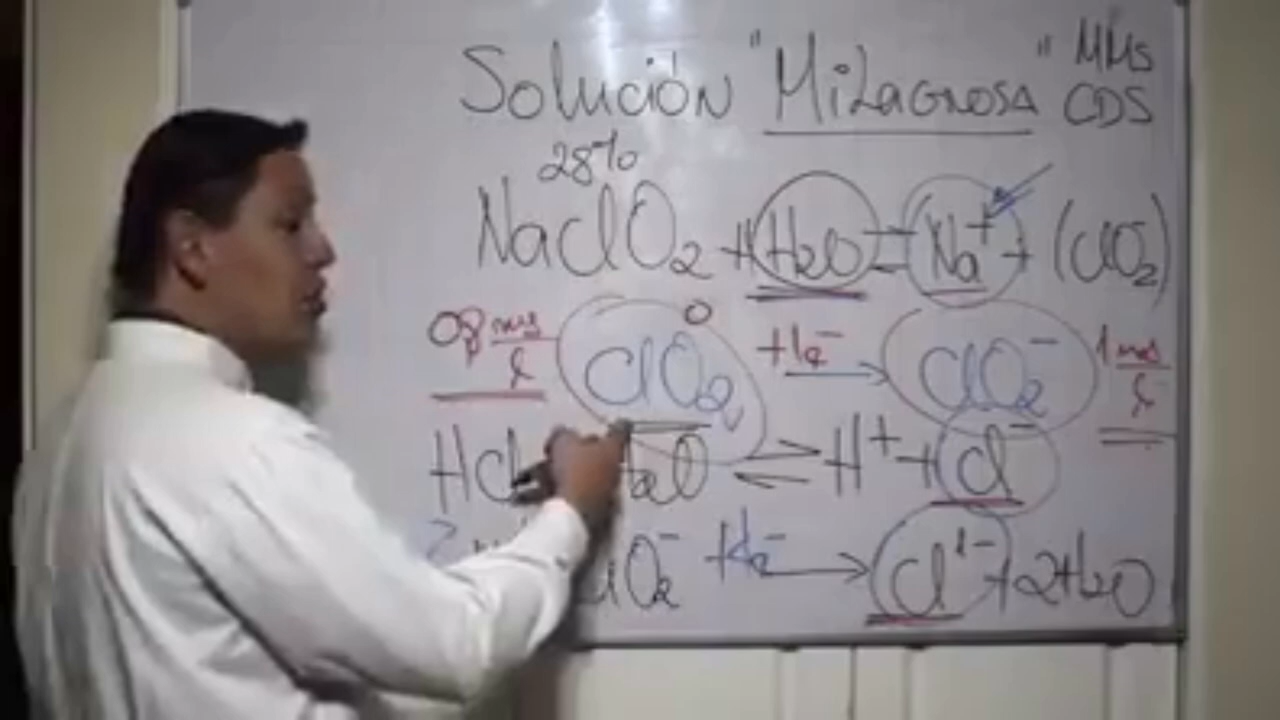 Solución "Milagrosa" MMS
CDS
28%
NaClO2 + H2O = Na+ + (ClO2)
0
08 mg/l ClO2 +1e- → ClO2- 1 mg/l
HCl H2O ⇌ H+ + Cl-
ClO2- +4e- → Cl1- + 2H2O